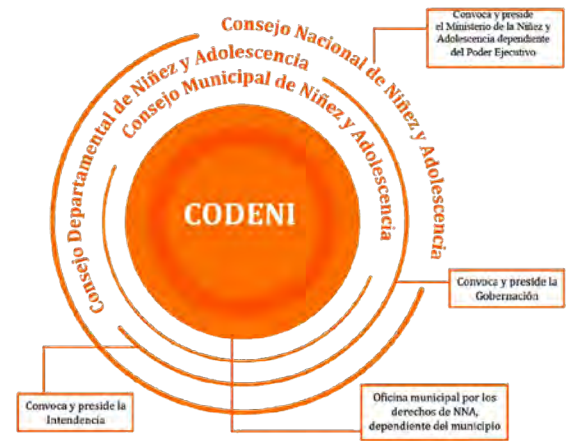 Consejo Nacional de Niñez y Adolescencia
Consejo Departamental de Niñez y Adolescencia
Consejo Municipal de Niñez y Adolescencia
CODENI
Convoca y preside
el Ministerio de la Niñez y
Adolescencia dependiente
del Poder Ejecutivo
Convoca y preside la
Gobernación
Convoca y preside la
Intendencia
Oficina municipal por los
derechos de NNA,
dependiente del municipio